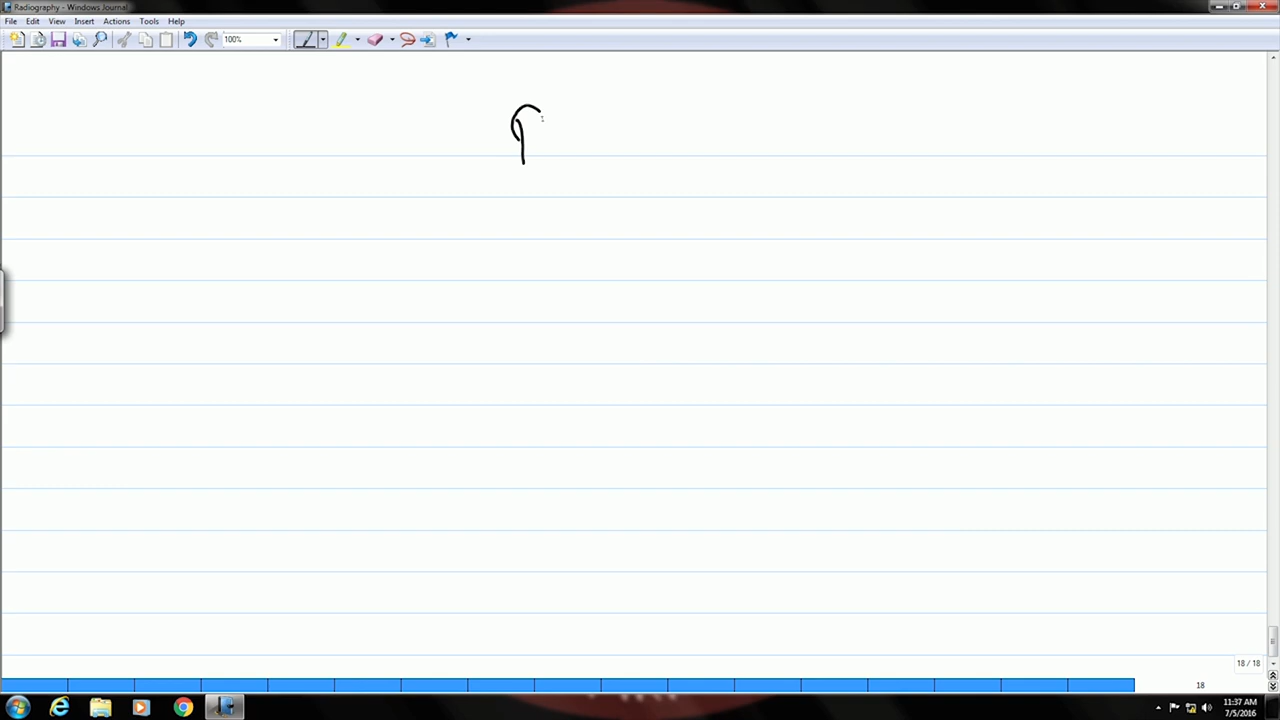 Radiography - Windows Journal
File Edit View Insert Actions Tools Help
100%
18 / 18
18
11:37 AM
7/5/2016